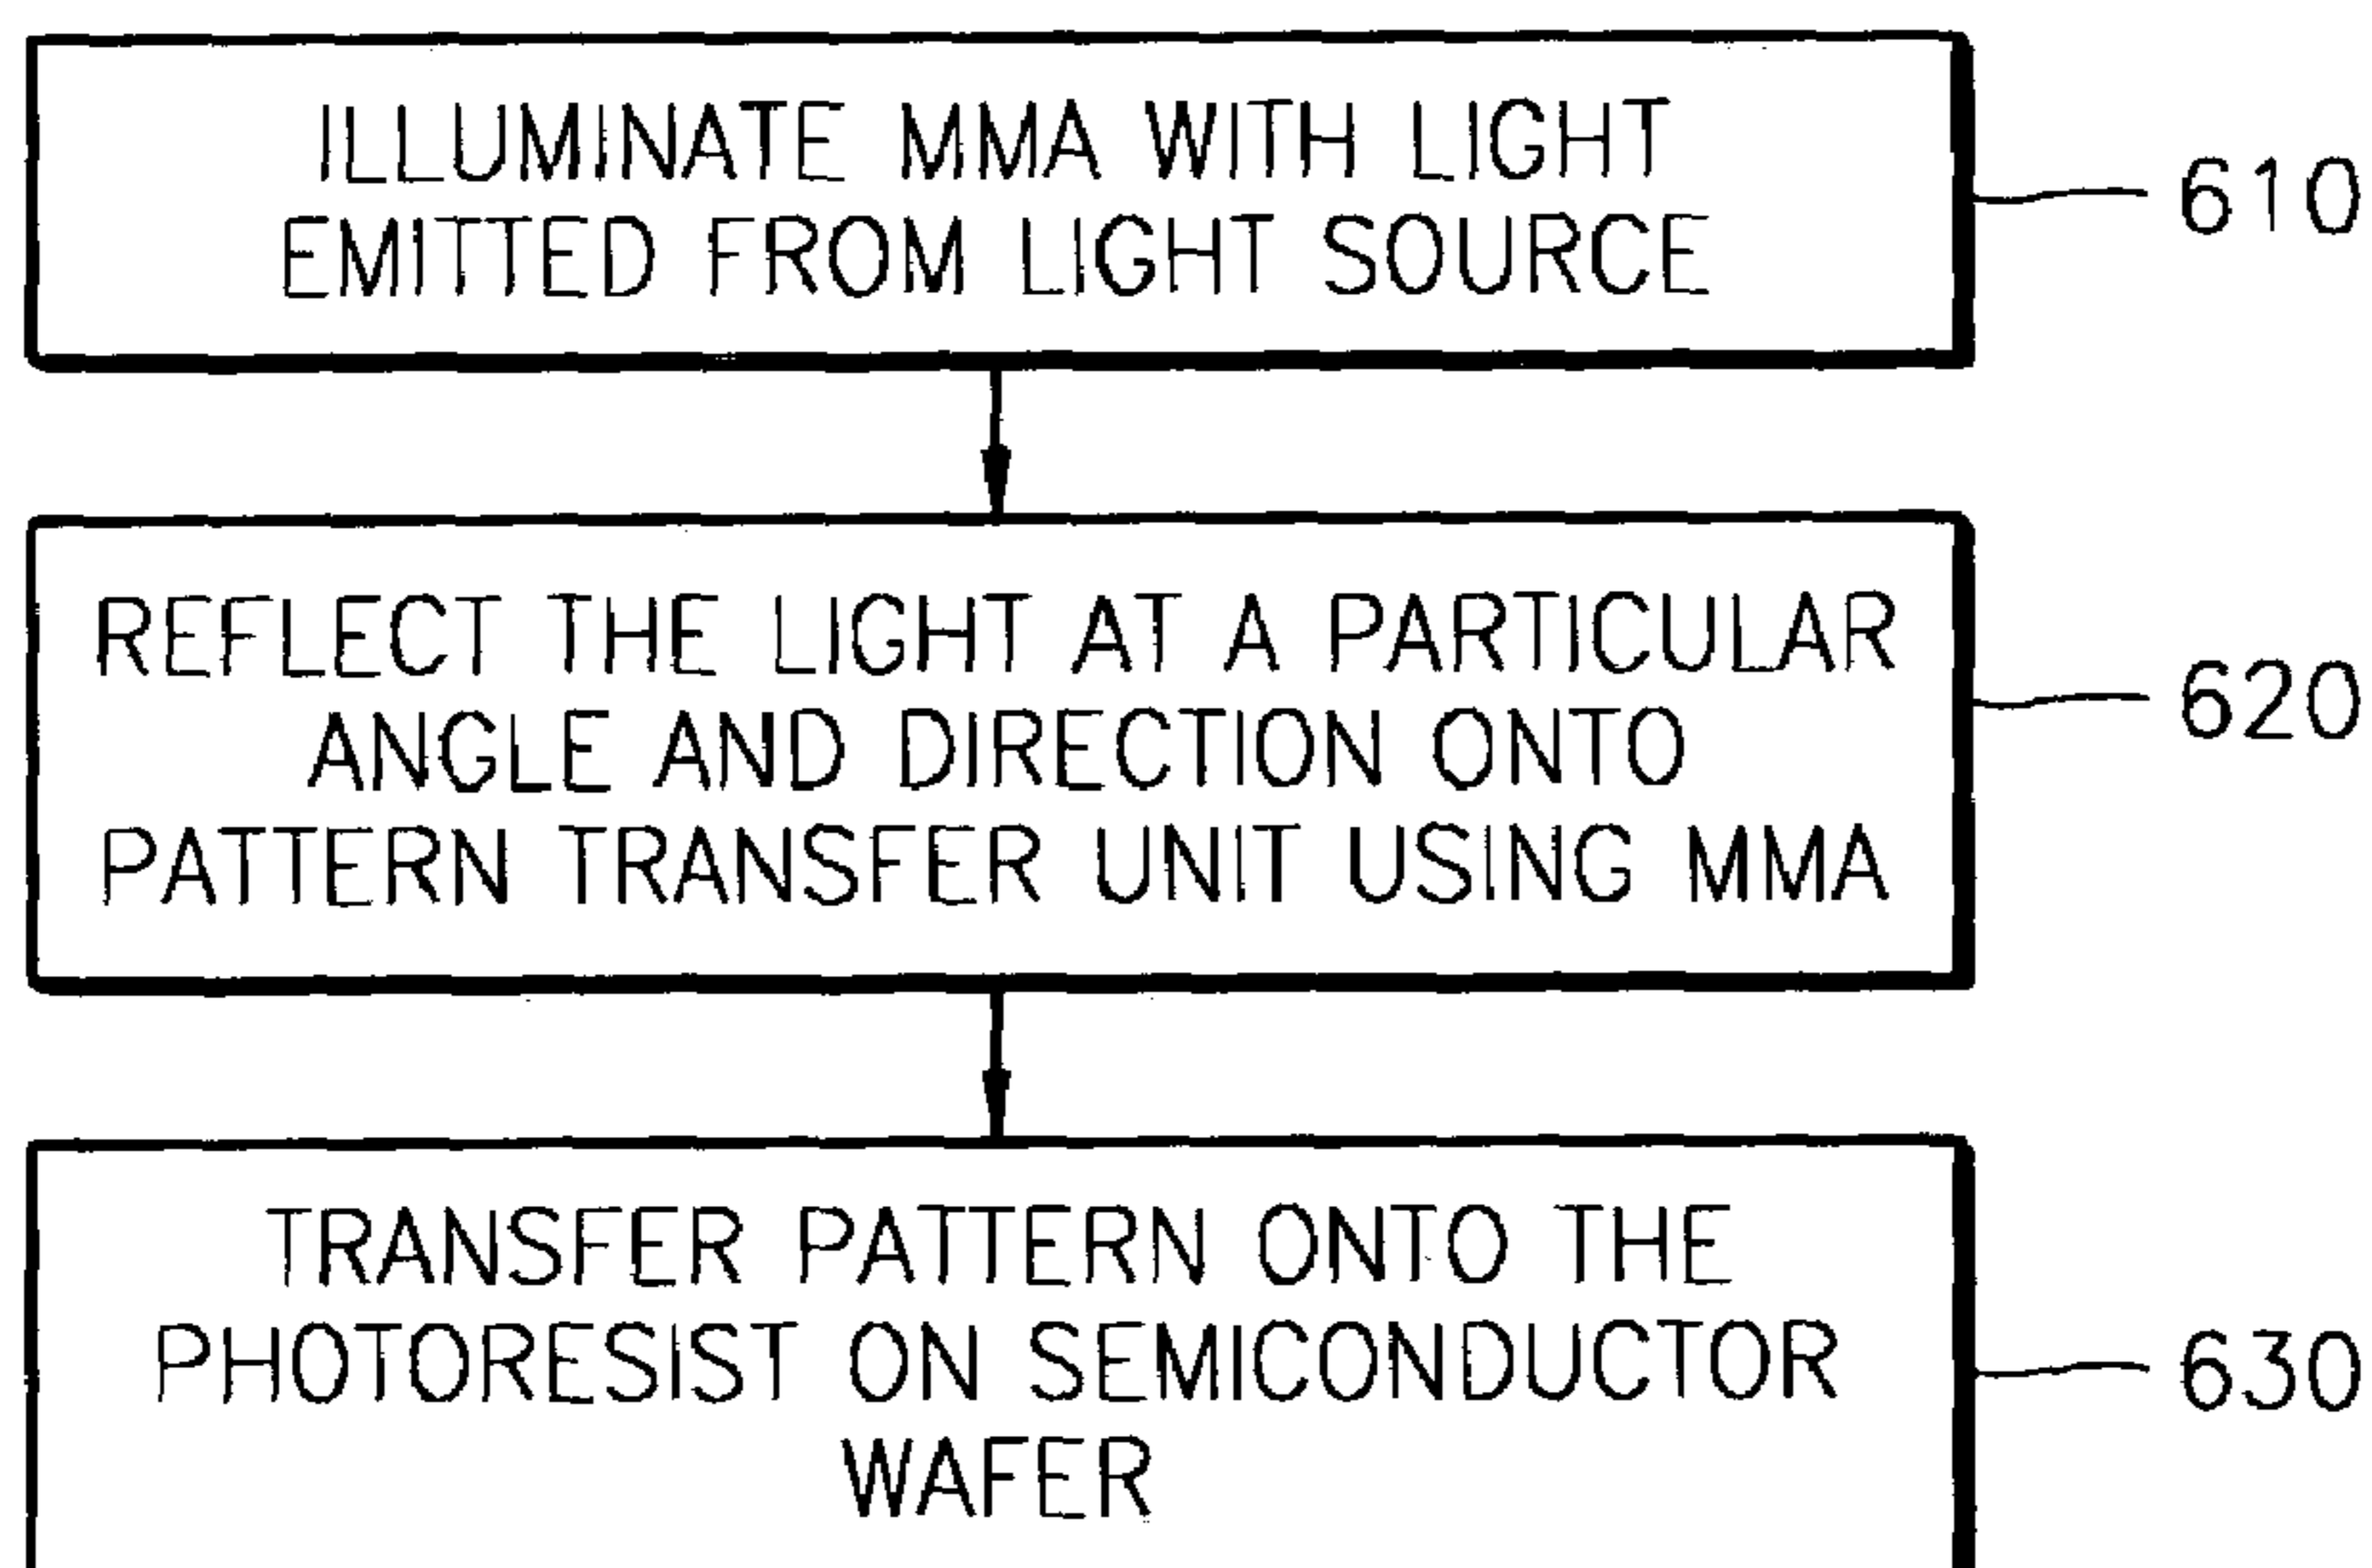 ILLUMINATE MMA WITH LIGHT
EMITTED FROM LIGHT SOURCE
610
REFLECT THE LIGHT AT A PARTICULAR
ANGLE AND DIRECTION ONTO
PATTERN TRANSFER UNIT USING MMA
620
TRANSFER PATTERN ONTO THE
PHOTORESIST ON SEMICONDUCTOR
WAFER
630